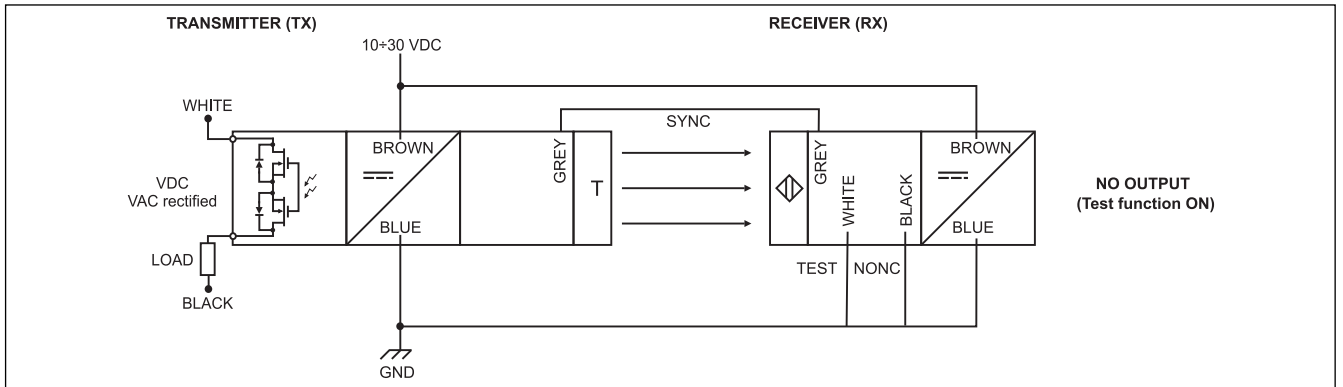 TRANSMITTER (TX)
RECEIVER (RX)
10÷30 VDC
WHITE
SYNC
BROWN
GREY
GREY
WHITE
BLACK
BROWN
VDC
VAC rectified
T
NO OUTPUT
(Test function ON)
BLUE
BLUE
LOAD
TEST
NONC
BLACK
GND